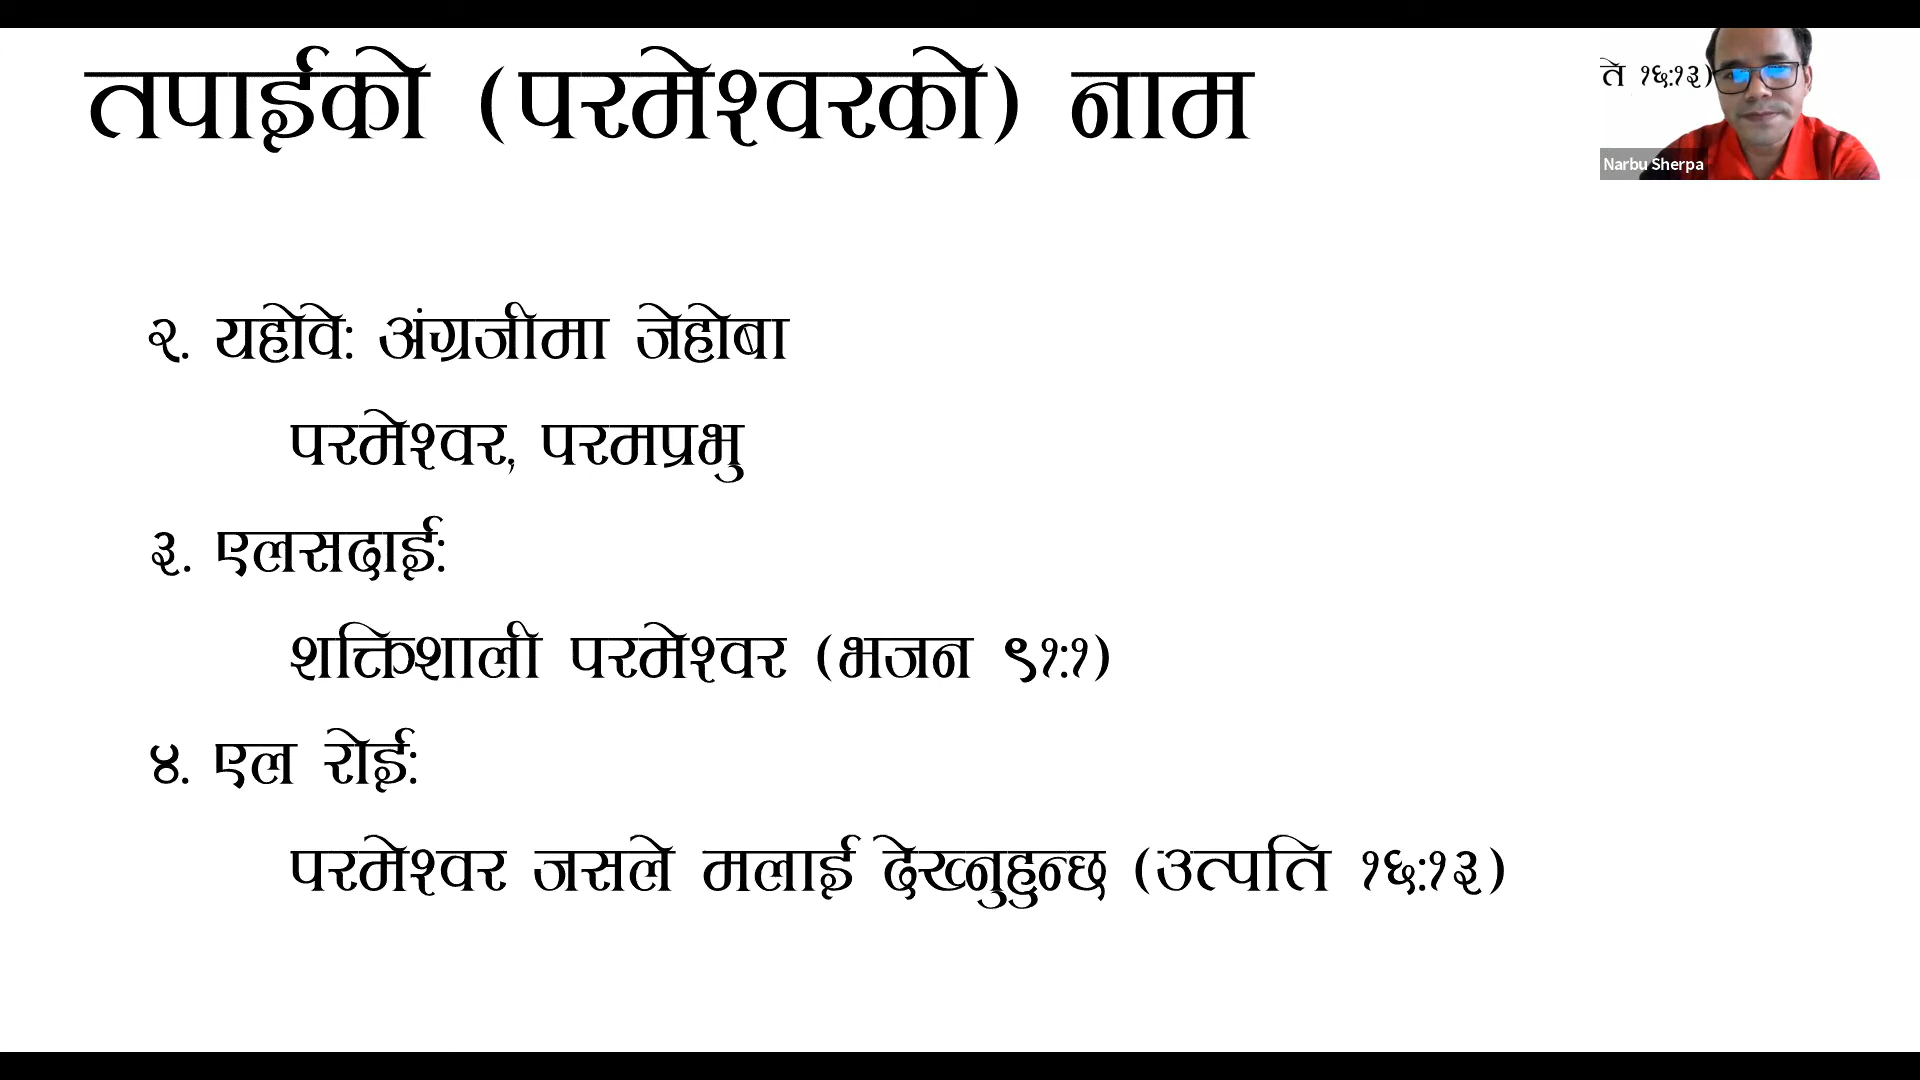 तपाईको (परमेश्वरको) नाम
ते १६:१३)
Narbu Sherpa
२. यहोवे: अंग्रजीमा जेहोबा
परमेश्वर, परमप्रभु
३. एलसदाई:
शक्तिशाली परमेश्वर (भजन ९१:१)
४. एल रोई:
परमेश्वर जसले मलाई देख्नुहुन्छ (उत्पति १६:१३)